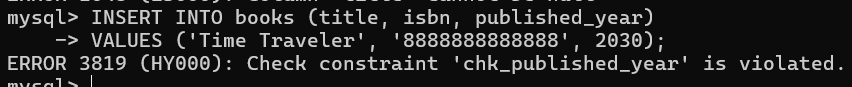 mysql> INSERT INTO books (title, isbn, published_year)
    -> VALUES ('Time Traveler', '8888888888888', 2030);
ERROR 3819 (HY000): Check constraint 'chk_published_year' is violated.
mysql>